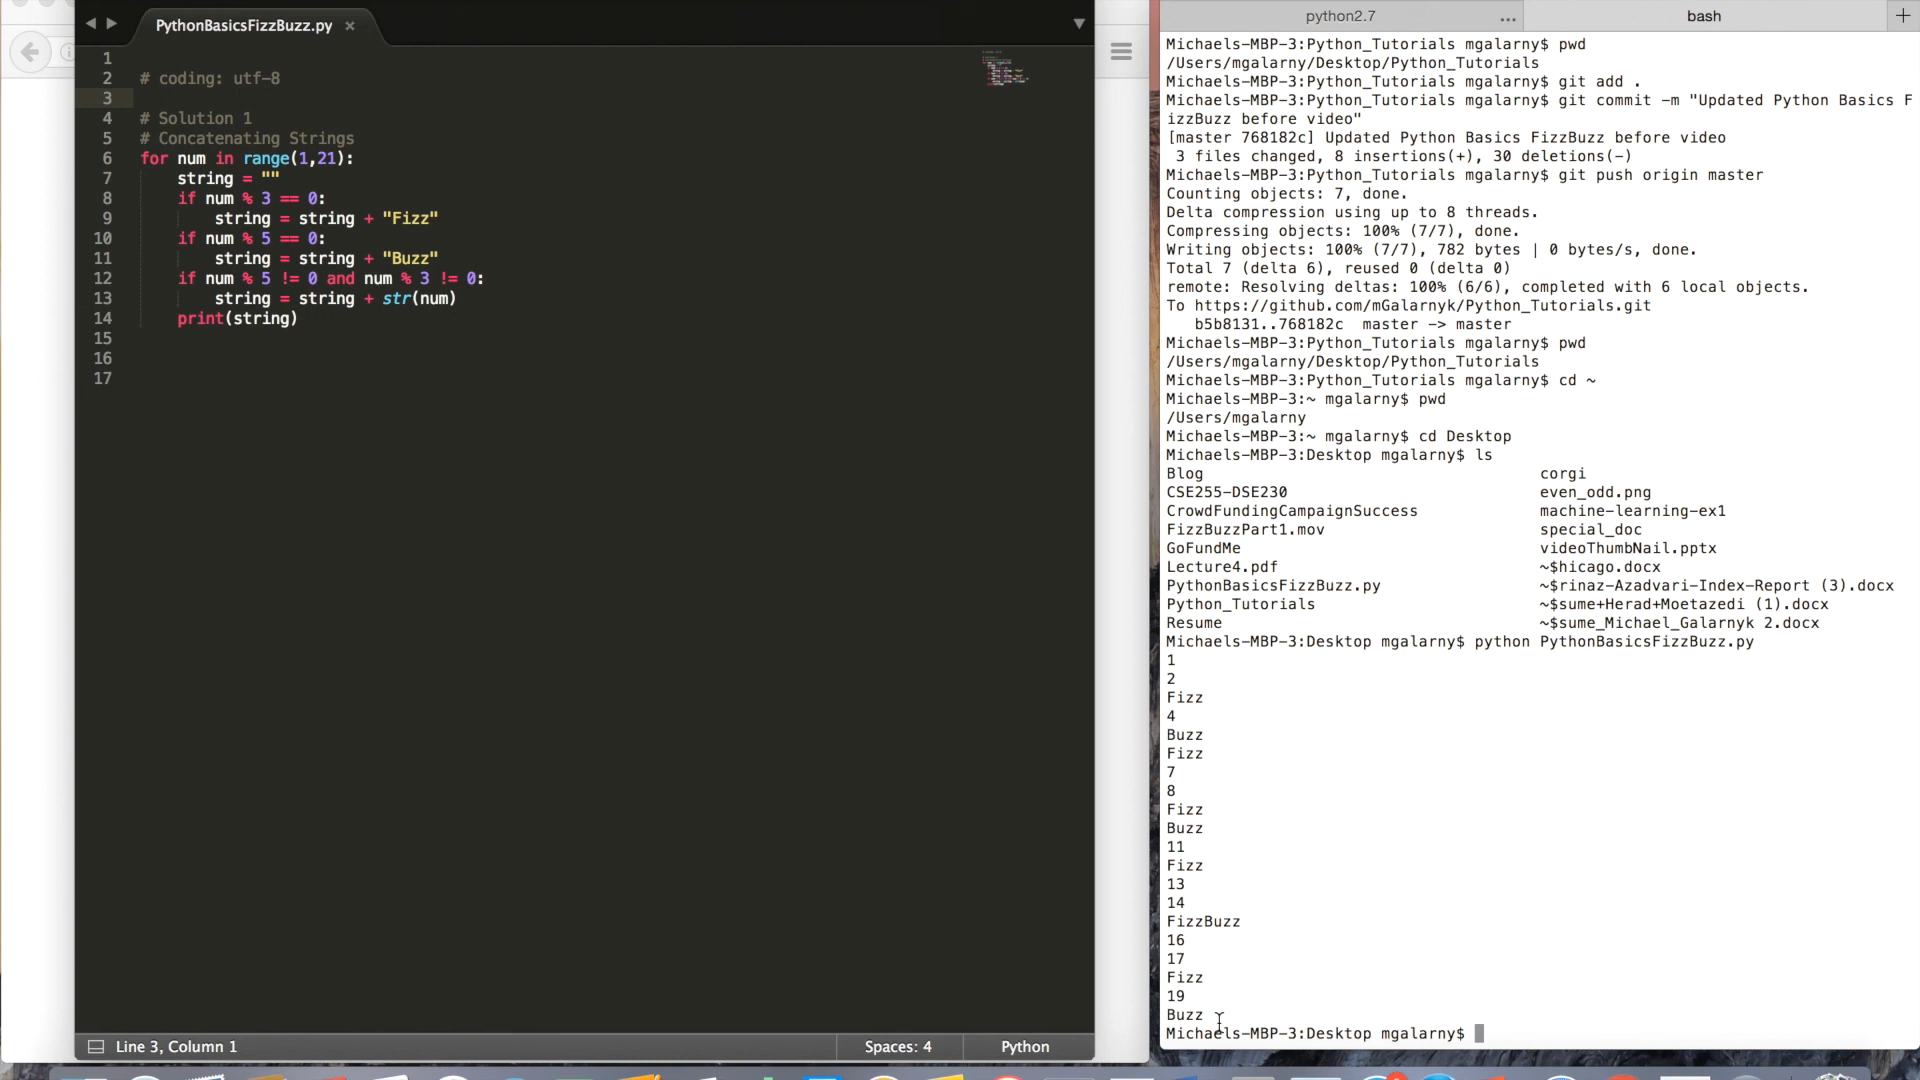 PythonBasicsFizzBuzz.py ×
1
2 # coding: utf-8
3
4 # Solution 1
5 # Concatenating Strings
6 for num in range(1,21):
7 string = ""
8 if num % 3 == 0:
9 string = string + "Fizz"
10 if num % 5 == 0:
11 string = string + "Buzz"
12 if num % 5 != 0 and num % 3 != 0:
13 string = string + str(num)
14 print(string)
15
16
17
Line 3, Column 1
Spaces: 4
Python
python2.7 ...
bash
+
Michaels-MBP-3:Python_Tutorials mgalarny$ pwd
/Users/mgalarny/Desktop/Python_Tutorials
Michaels-MBP-3:Python_Tutorials mgalarny$ git add .
Michaels-MBP-3:Python_Tutorials mgalarny$ git commit -m "Updated Python Basics F
izzBuzz before video"
[master 768182c] Updated Python Basics FizzBuzz before video
3 files changed, 8 insertions(+), 30 deletions(-)
Michaels-MBP-3:Python_Tutorials mgalarny$ git push origin master
Counting objects: 7, done.
Delta compression using up to 8 threads.
Compressing objects: 100% (7/7), done.
Writing objects: 100% (7/7), 782 bytes | 0 bytes/s, done.
Total 7 (delta 6), reused 0 (delta 0)
remote: Resolving deltas: 100% (6/6), completed with 6 local objects.
To https://github.com/mGalarnyk/Python_Tutorials.git
b5b8131..768182c master -> master
Michaels-MBP-3:Python_Tutorials mgalarny$ pwd
/Users/mgalarny/Desktop/Python_Tutorials
Michaels-MBP-3:Python_Tutorials mgalarny$ cd ~
Michaels-MBP-3:~ mgalarny$ pwd
/Users/mgalarny
Michaels-MBP-3:~ mgalarny$ cd Desktop
Michaels-MBP-3:Desktop mgalarny$ ls
Blog corgi
CSE255-DSE230 even_odd.png
CrowdFundingCampaignSuccess machine-learning-ex1
FizzBuzzPart1.mov special_doc
GoFundMe videoThumbNail.pptx
Lecture4.pdf ~$hicago.docx
PythonBasicsFizzBuzz.py ~$rinaz-Azadvari-Index-Report (3).docx
Python_Tutorials ~$sume+Herad+Moetazedi (1).docx
Resume ~$sume_Michael_Galarnyk 2.docx
Michaels-MBP-3:Desktop mgalarny$ python PythonBasicsFizzBuzz.py
1
2
Fizz
4
Buzz
Fizz
7
8
Fizz
Buzz
11
Fizz
13
14
FizzBuzz
16
17
Fizz
19
Buzz
Michaels-MBP-3:Desktop mgalarny$